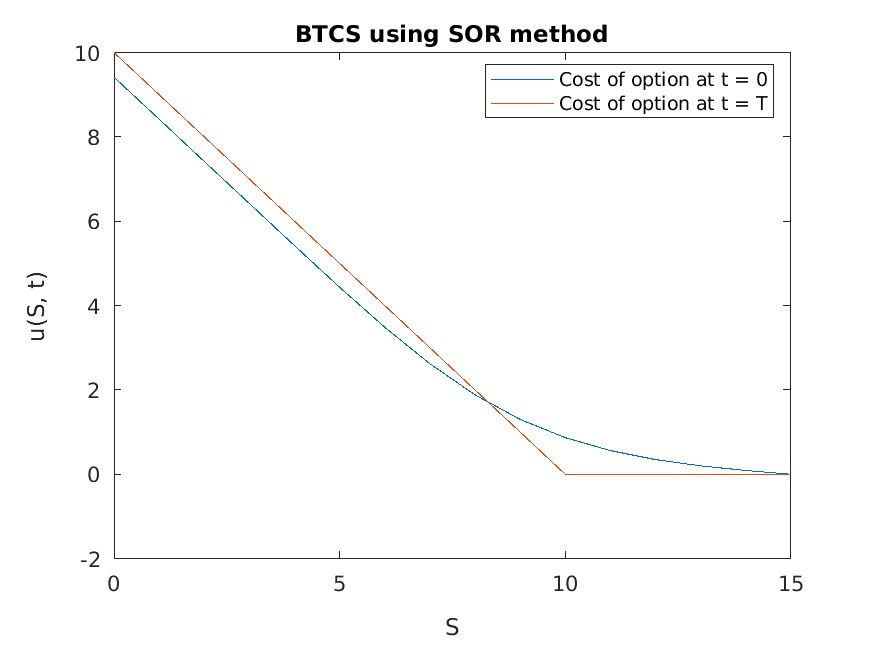 BTCS using SOR method
Cost of option at t = 0
Cost of option at t = T
10
8
6
4
2
0
-2
u(S, t)
0 5 10 15
S